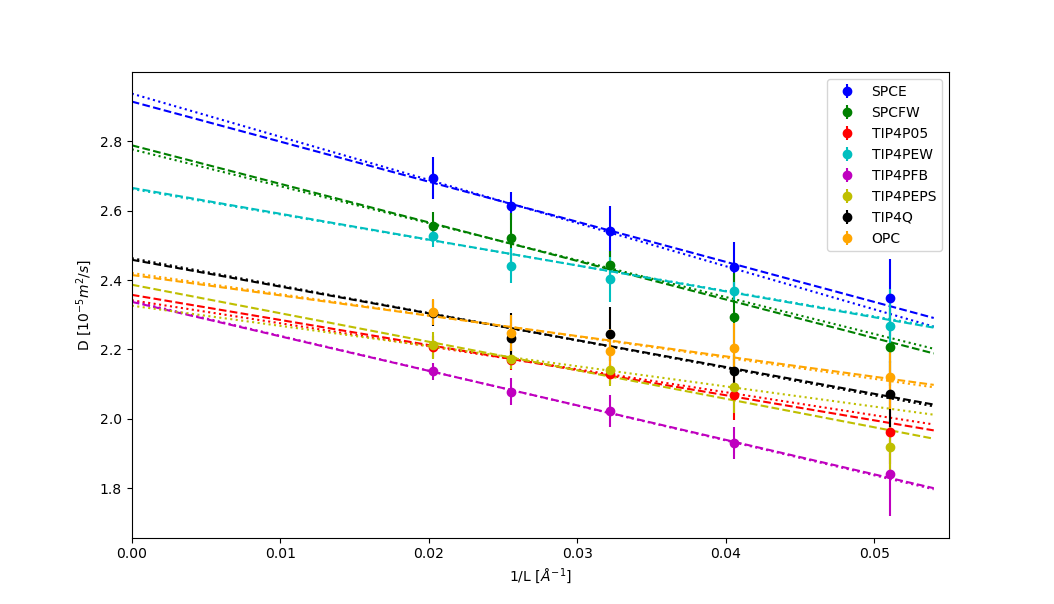 SPCE
SPCFW
TIP4P05
TIP4PEW
TIP4PFB
TIP4PEPS
TIP4Q
OPC
D [10⁻⁵m²/s]
2.8
2.6
2.4
2.2
2.0
1.8
0.00 0.01 0.02 0.03 0.04 0.05
1/L [Å⁻¹]